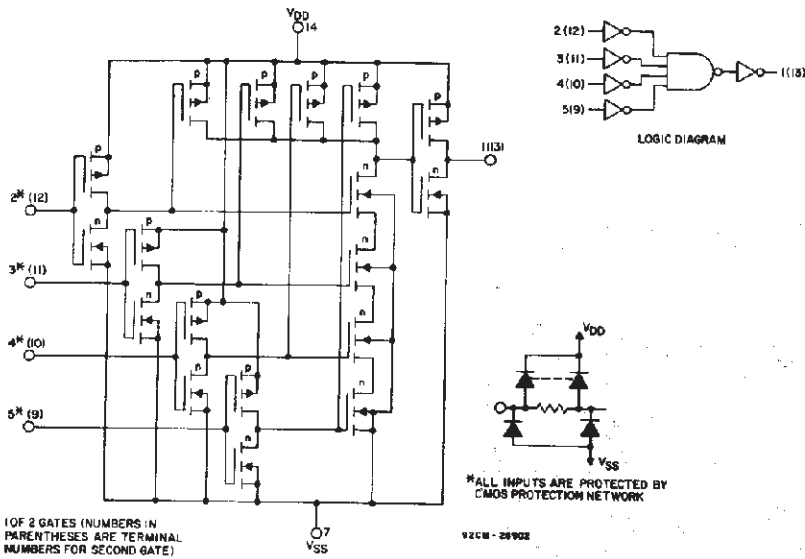 VDD
14
2(12)
3(11)
4(10)
5(9)
1(13)
LOGIC DIAGRAM
p
p
p
p
p
p
1(13)
p
n
n
2* (12)
n
p
n
3* (11)
n
p
n
4* (10)
n
p
n
5* (9)
n
VDD
VSS
*ALL INPUTS ARE PROTECTED BY
CMOS PROTECTION NETWORK
7
VSS
1 OF 2 GATES (NUMBERS IN
PARENTHESES ARE TERMINAL
NUMBERS FOR SECOND GATE)
92CM-28902